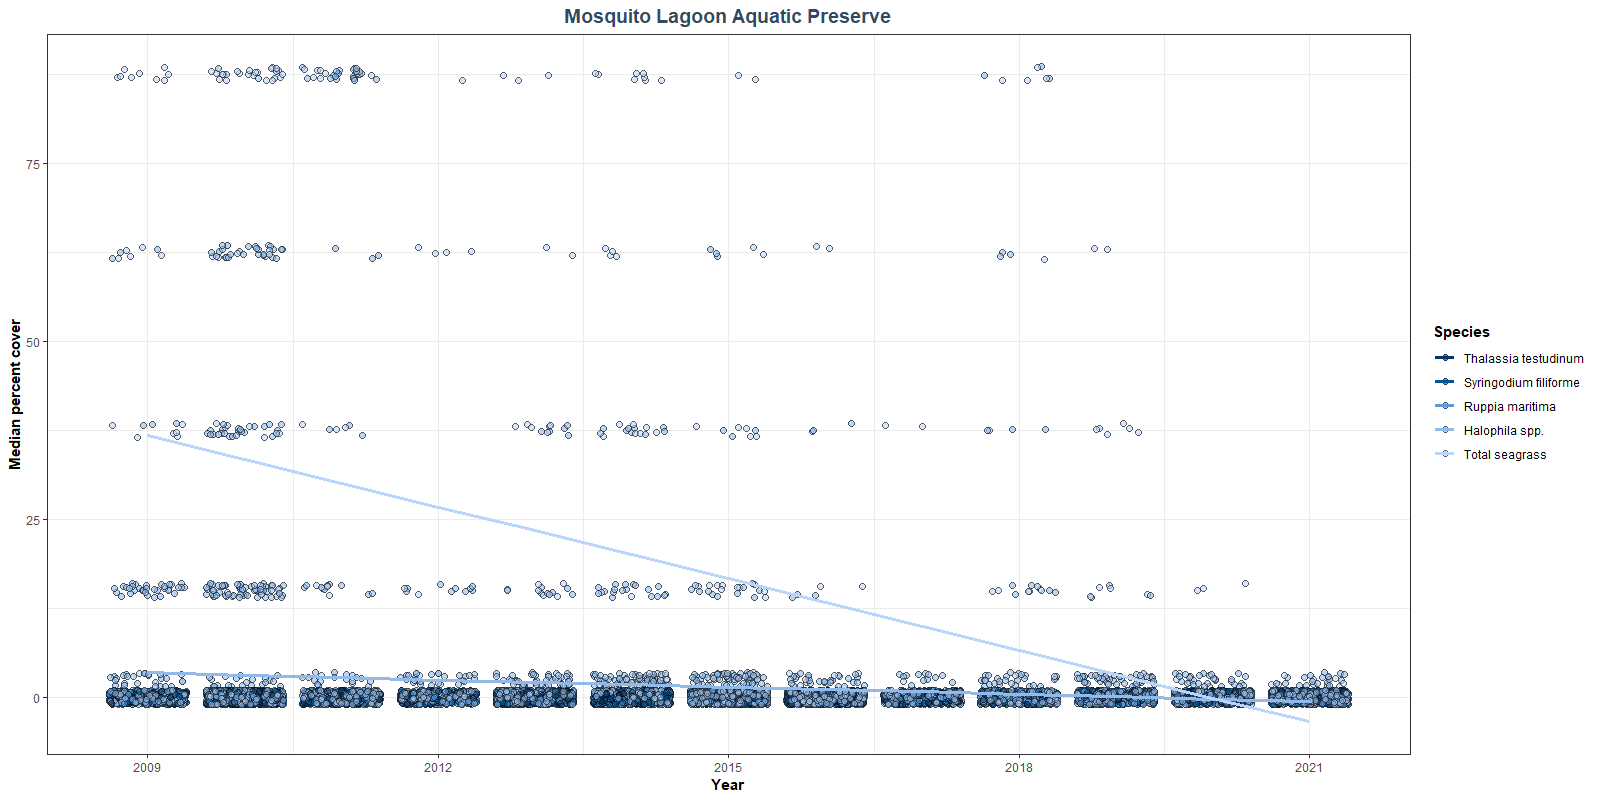 Mosquito Lagoon Aquatic Preserve
Median percent cover
75
50
25
0
2009
2012
2015
2018
2021
Year
Species
Thalassia testudinum
Syringodium filiforme
Ruppia maritima
Halophila spp.
Total seagrass